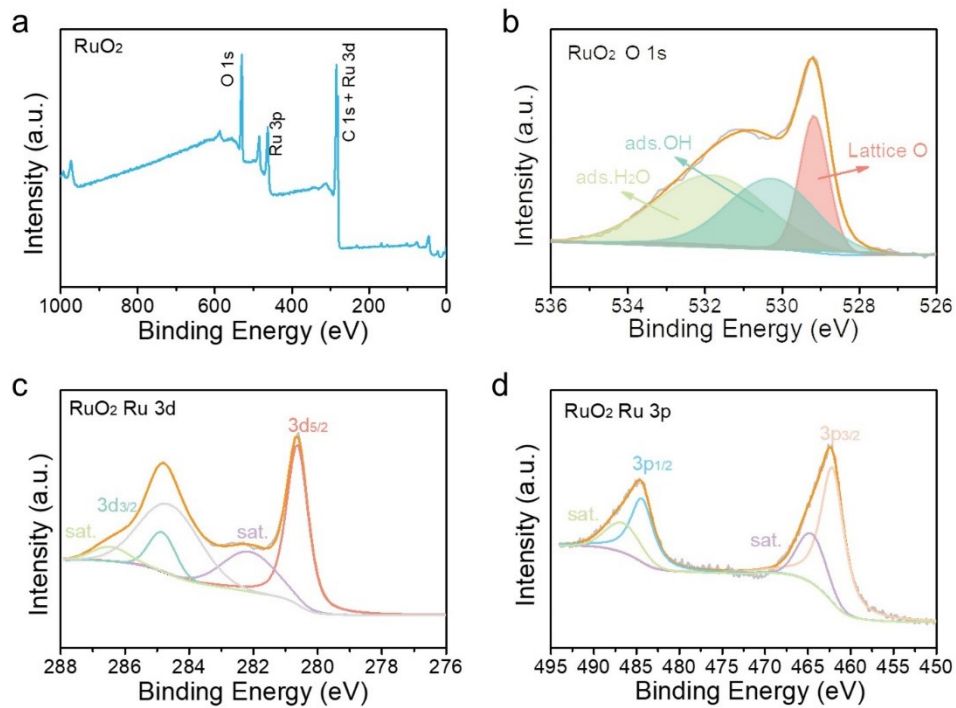 a
RuO₂
O 1s
Ru 3p
C 1s + Ru 3d
Intensity (a.u.)
1000 800 600 400 200 0
Binding Energy (eV)
b
RuO₂ O 1s
ads.OH
ads.H₂O
Lattice O
Intensity (a.u.)
536 534 532 530 528 526
Binding Energy (eV)
c
RuO₂ Ru 3d
3d₅/₂
3d₃/₂
sat.
sat.
Intensity (a.u.)
288 286 284 282 280 278 276
Binding Energy (eV)
d
RuO₂ Ru 3p
3p₃/₂
3p₁/₂
sat.
sat.
Intensity (a.u.)
495 490 485 480 475 470 465 460 455 450
Binding Energy (eV)